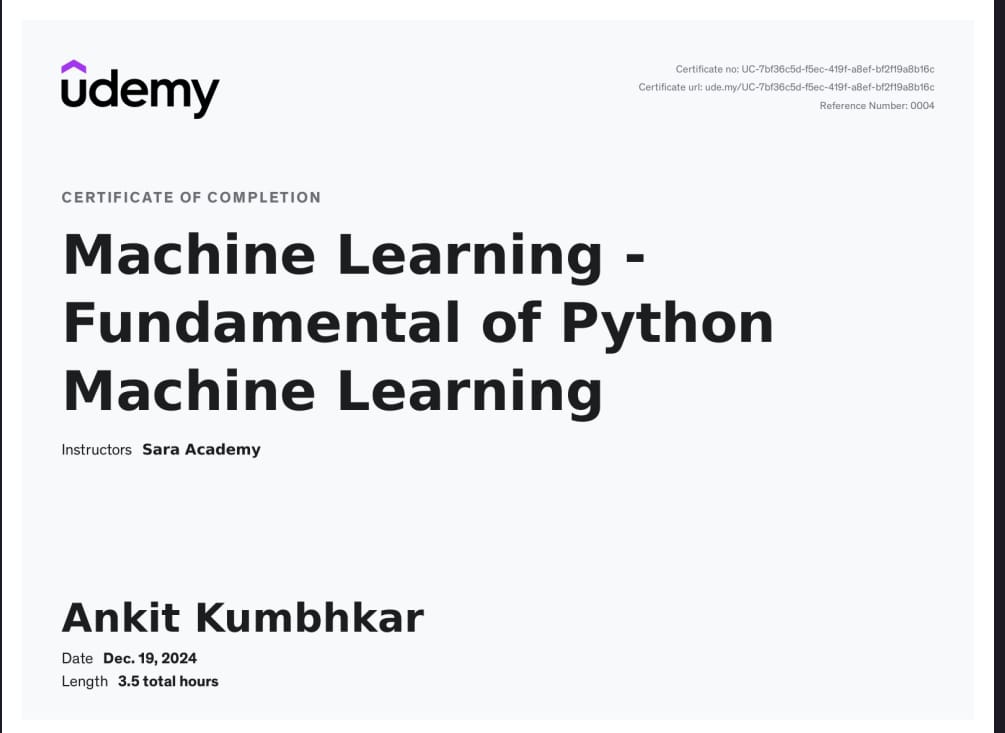 udemy
Certificate no: UC-7bf36c5d-f5ec-419f-a8ef-bf2f19a8b16c
Certificate url: ude.my/UC-7bf36c5d-f5ec-419f-a8ef-bf2f19a8b16c
Reference Number: 0004
CERTIFICATE OF COMPLETION
Machine Learning -
Fundamental of Python
Machine Learning
Instructors Sara Academy
Ankit Kumbhkar
Date Dec. 19, 2024
Length 3.5 total hours